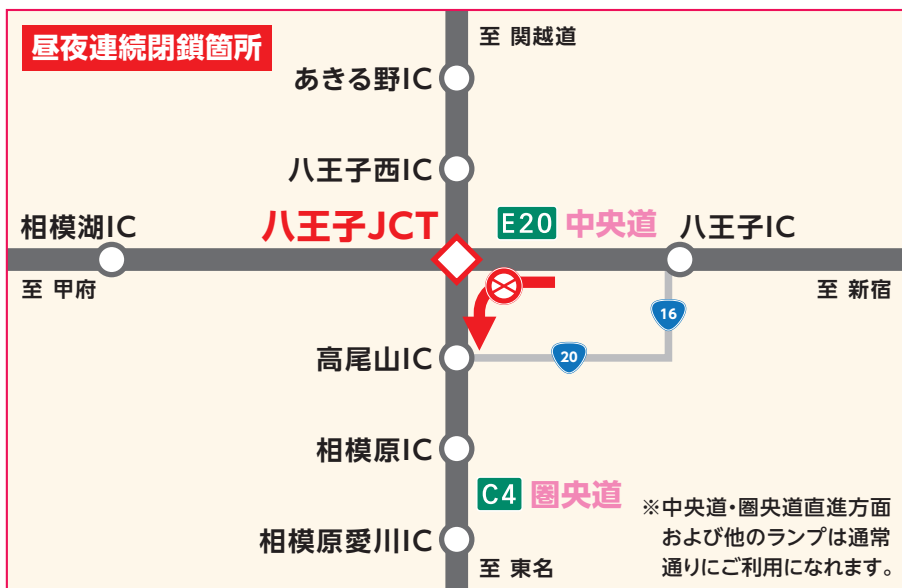 昼夜連続閉鎖箇所
至 関越道
あきる野IC
八王子西IC
相模湖IC
八王子JCT
E20 中央道
八王子IC
至 甲府
至 新宿
16
高尾山IC
20
相模原IC
C4 圏央道
相模原愛川IC
至 東名
※中央道・圏央道直進方面
および他のランプは通常
通りにご利用になれます。